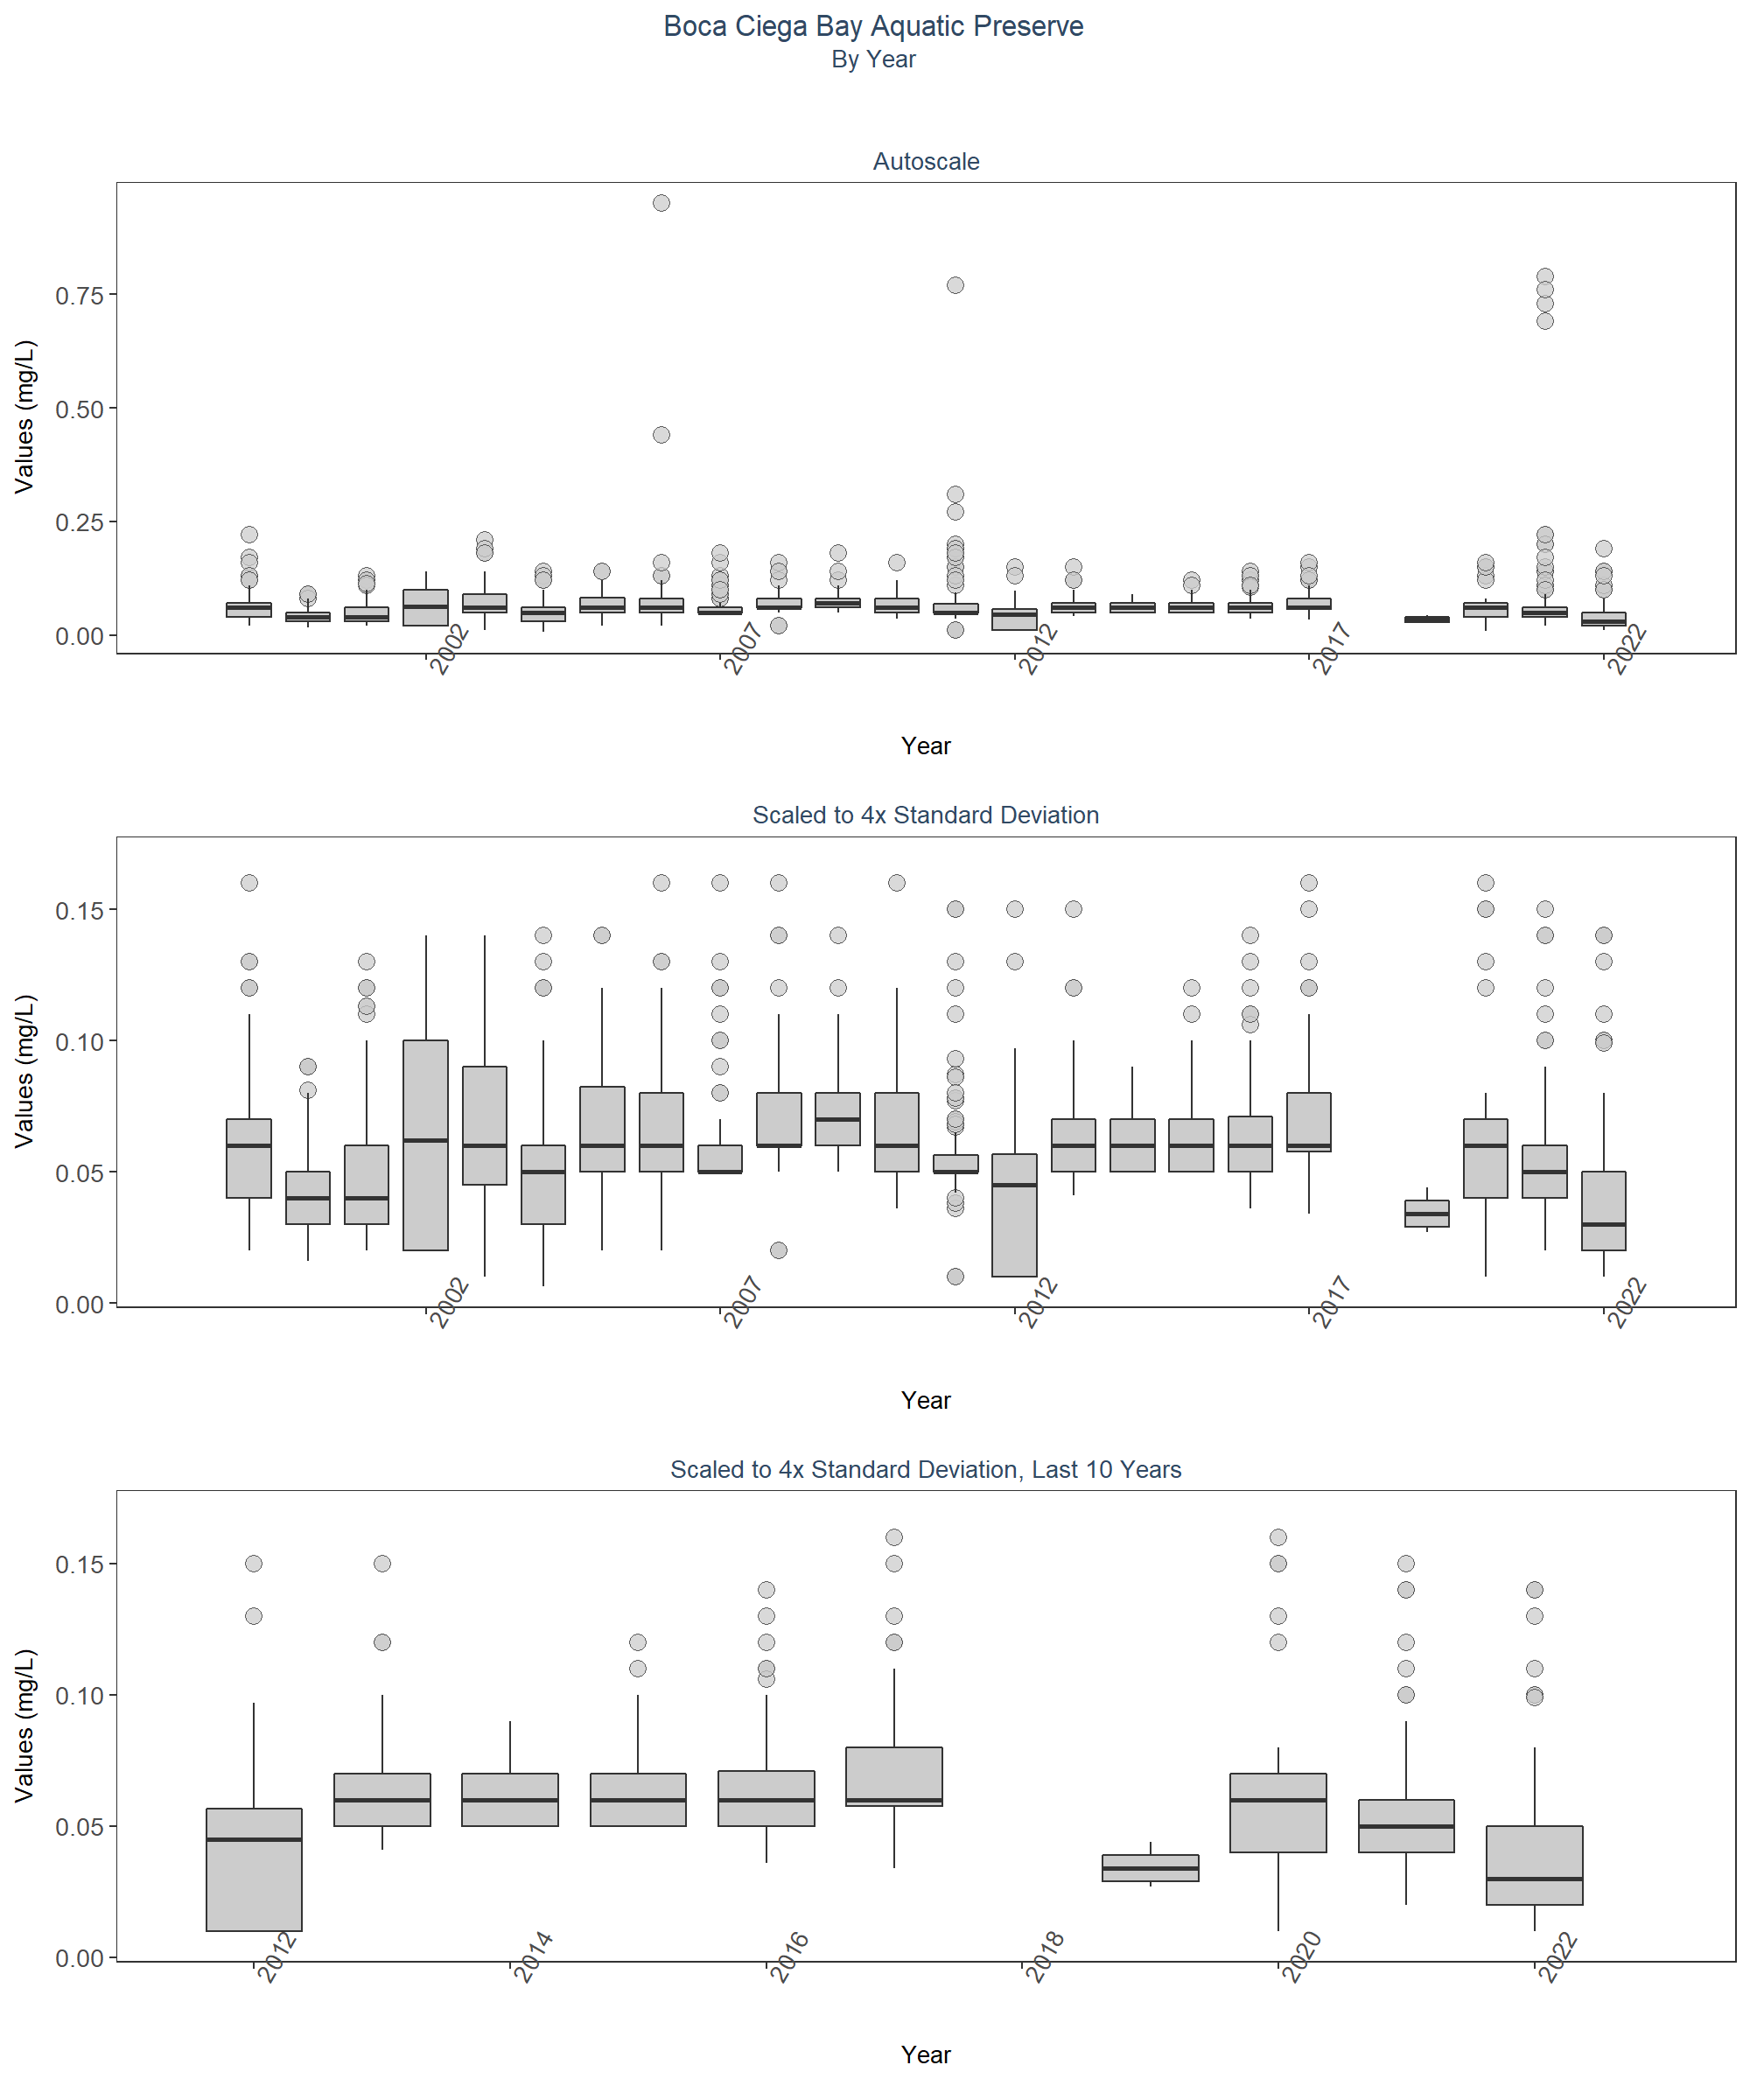 Boca Ciega Bay Aquatic Preserve
By Year
Autoscale
Values (mg/L)
0.75
0.50
0.25
0.00
2002
2007
2012
2017
2022
Year
Scaled to 4x Standard Deviation
Values (mg/L)
0.15
0.10
0.05
0.00
2002
2007
2012
2017
2022
Year
Scaled to 4x Standard Deviation, Last 10 Years
Values (mg/L)
0.15
0.10
0.05
0.00
2012
2014
2016
2018
2020
2022
Year